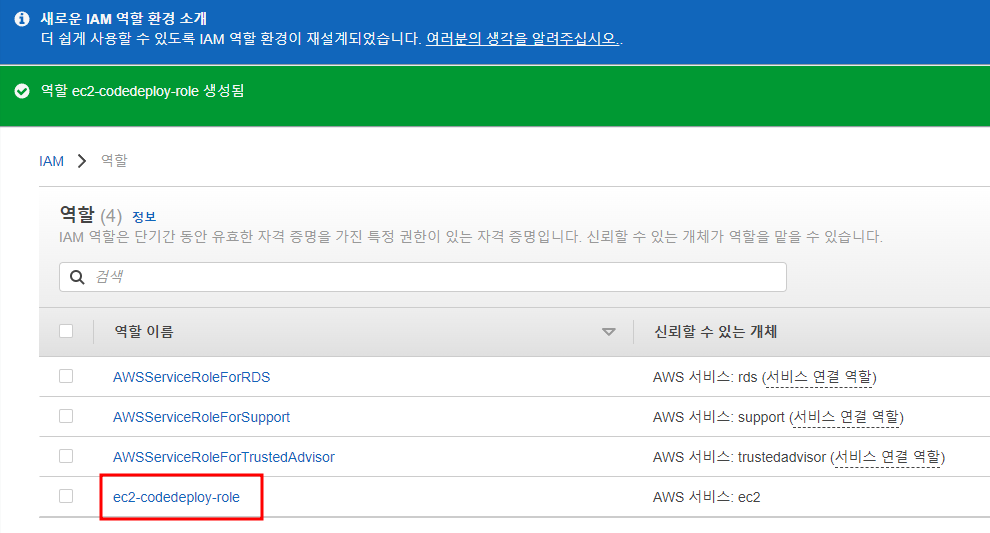 새로운 IAM 역할 환경 소개
더 쉽게 사용할 수 있도록 IAM 역할 환경이 재설계되었습니다. 여러분의 생각을 알려주십시오..
역할 ec2-codedeploy-role 생성됨
IAM > 역할
역할 (4) 정보
IAM 역할은 단기간 동안 유효한 자격 증명을 가진 특정 권한이 있는 자격 증명입니다. 신뢰할 수 있는 개체가 역할을 맡을 수 있습니다.
검색
역할 이름 신뢰할 수 있는 개체
AWSServiceRoleForRDS AWS 서비스: rds (서비스 연결 역할)
AWSServiceRoleForSupport AWS 서비스: support (서비스 연결 역할)
AWSServiceRoleForTrustedAdvisor AWS 서비스: trustedadvisor (서비스 연결 역할)
ec2-codedeploy-role AWS 서비스: ec2